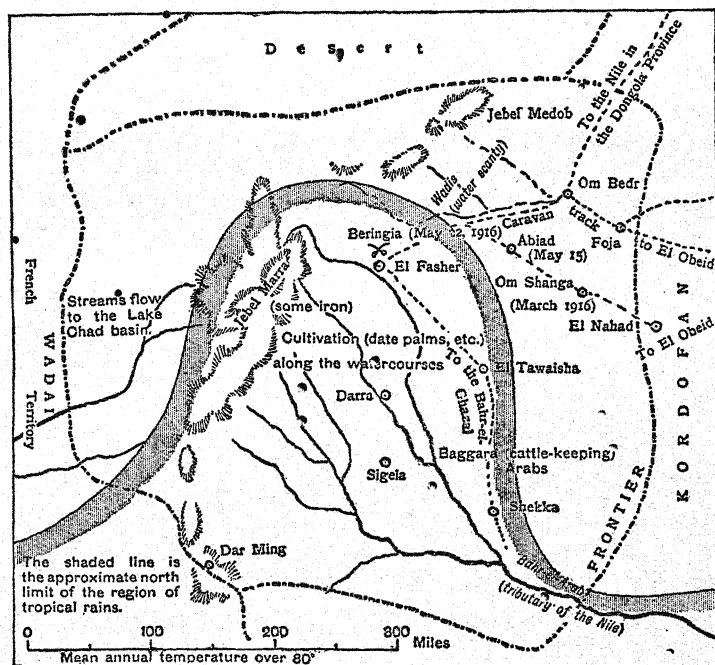 Desert
To the Nile in
the Dongola Province
Jebel Medob
Wadis
(water scanty)
Om Bedr
Caravan
track
Foja
to El Obeid
Beringia (May 22, 1916)
Abiad
(May 15)
El Fasher
Om Shanga
(March 1916)
El Nahad
To El Obeid
French
WADAI
Territory
Streams flow
to the Lake
Chad basin
Jebel Marra
(some iron)
Cultivation (date palms, etc.)
along the watercourses
To the Bahr-el-
Ghazal
El Tawaisha
Darra
KORDOFAN
Baggara (cattle-keeping)
Arabs
Sigela
Shekka
FRONTIER
Dar Ming
The shaded line is
the approximate north
limit of the region of
tropical rains.
(tributary of the Nile)
0 100 200 300 Miles
Mean annual temperature over 80°